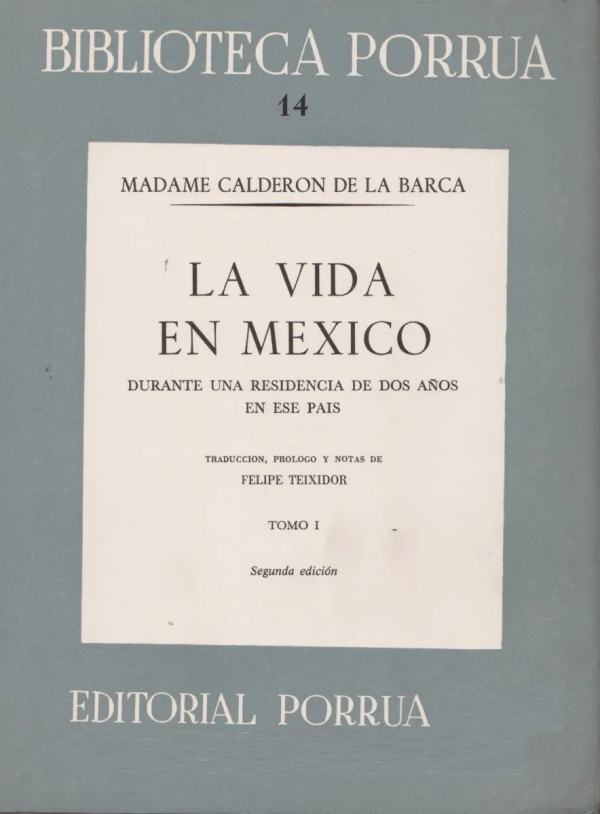 BIBLIOTECA PORRUA
14
MADAME CALDERON DE LA BARCA
LA VIDA
EN MEXICO
DURANTE UNA RESIDENCIA DE DOS AÑOS
EN ESE PAIS
TRADUCCION, PROLOGO Y NOTAS DE
FELIPE TEIXIDOR
TOMO I
Segunda edición
EDITORIAL PORRUA